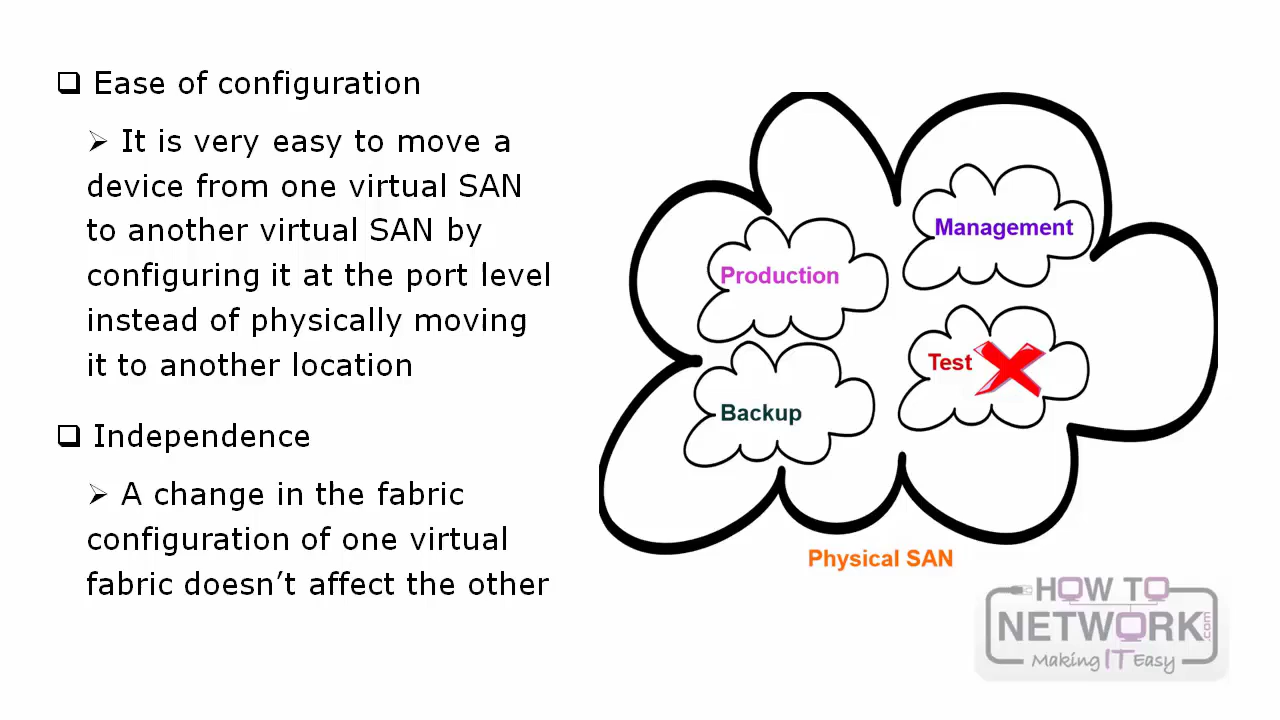 Ease of configuration
It is very easy to move a
device from one virtual SAN
to another virtual SAN by
configuring it at the port level
instead of physically moving
it to another location
Independence
A change in the fabric
configuration of one virtual
fabric doesn’t affect the other
Management
Production
Test
Backup
Physical SAN
HOW TO
NETWORK.com
Making IT Easy